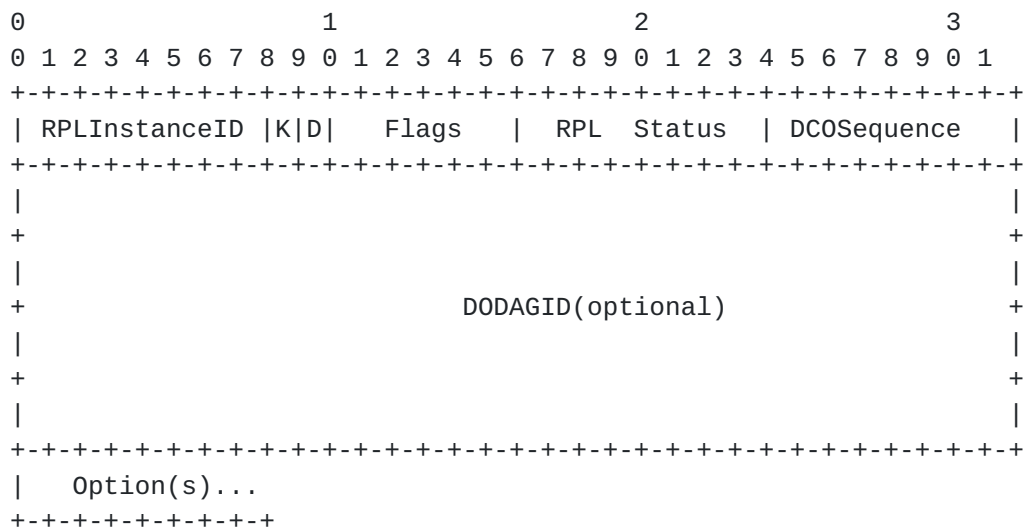 0                   1                   2                   3
0 1 2 3 4 5 6 7 8 9 0 1 2 3 4 5 6 7 8 9 0 1 2 3 4 5 6 7 8 9 0 1
+-+-+-+-+-+-+-+-+-+-+-+-+-+-+-+-+-+-+-+-+-+-+-+-+-+-+-+-+-+-+-+-+
| RPLInstanceID |K|D|   Flags   |  RPL  Status  | DCOSequence   |
+-+-+-+-+-+-+-+-+-+-+-+-+-+-+-+-+-+-+-+-+-+-+-+-+-+-+-+-+-+-+-+-+
|                                                               |
+                                                               +
|                                                               |
+                            DODAGID(optional)                  +
|                                                               |
+                                                               +
|                                                               |
+-+-+-+-+-+-+-+-+-+-+-+-+-+-+-+-+-+-+-+-+-+-+-+-+-+-+-+-+-+-+-+-+
|   Option(s)...
+-+-+-+-+-+-+-+-+